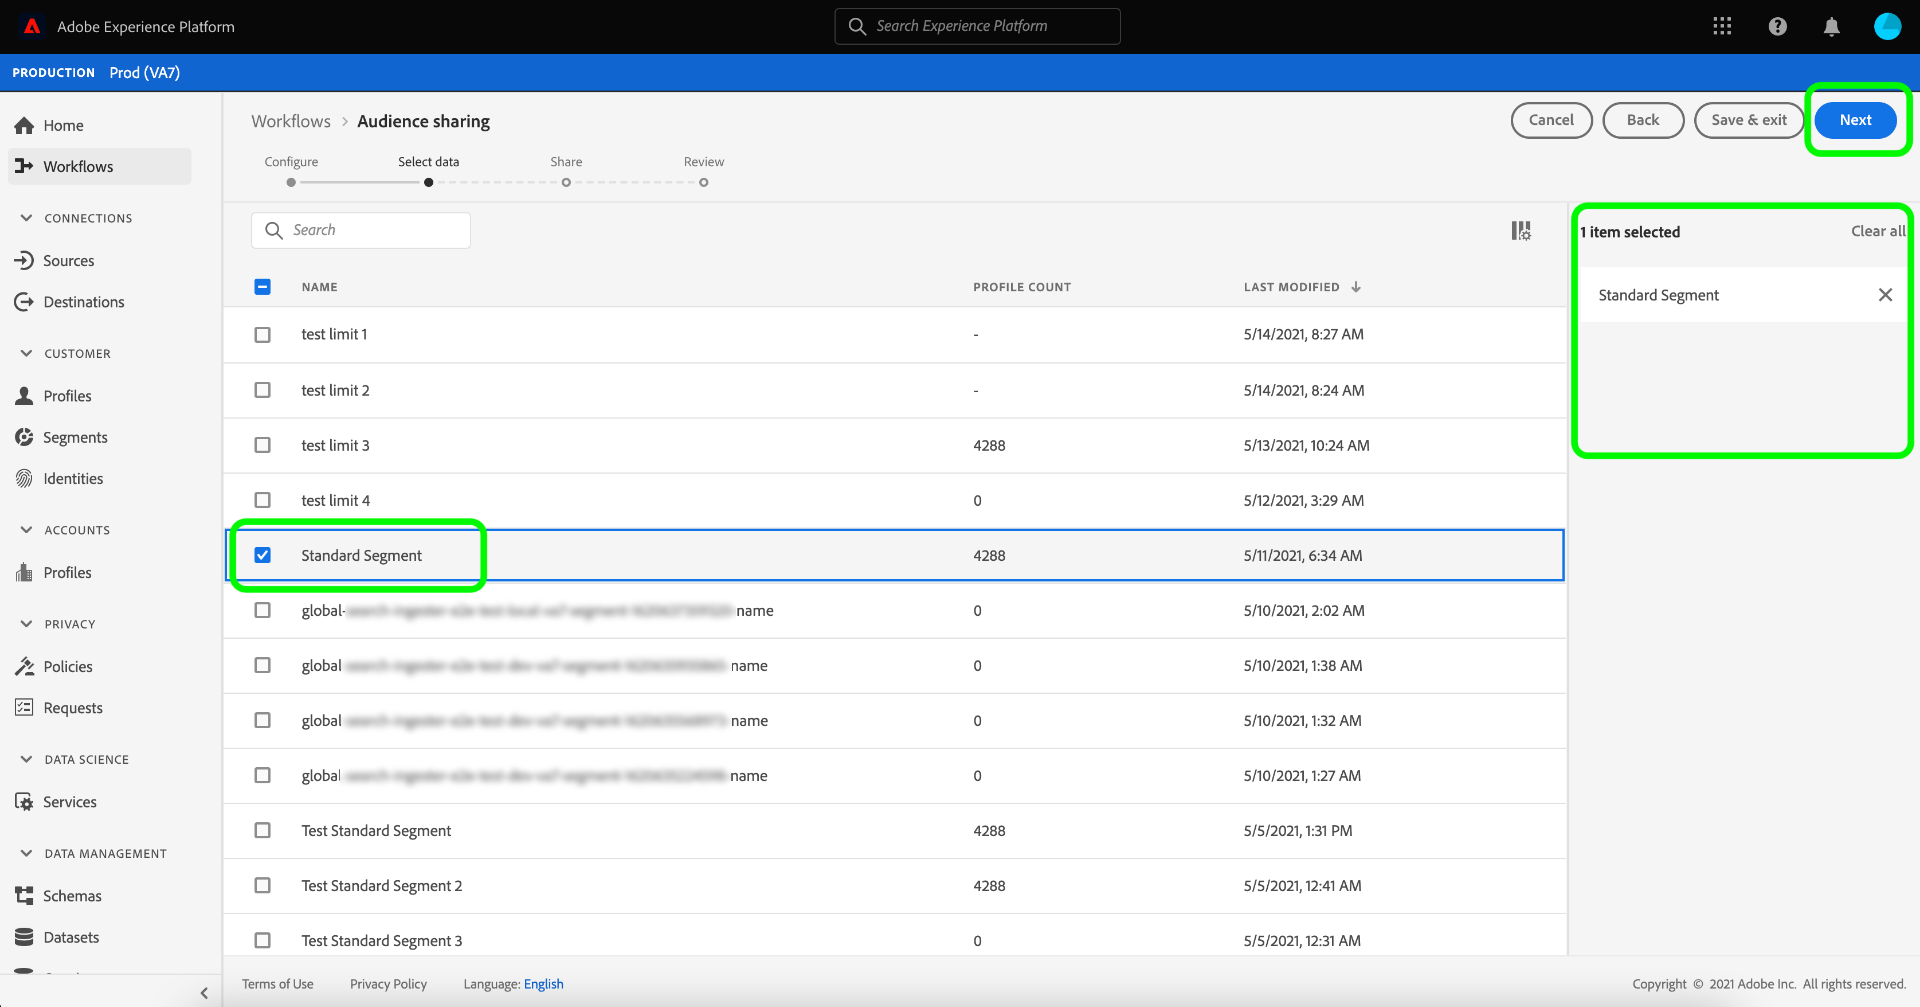 Adobe Experience Platform
Search Experience Platform
PRODUCTION Prod (VA7)
Home
Workflows
CONNECTIONS
Sources
Destinations
CUSTOMER
Profiles
Segments
Identities
ACCOUNTS
Profiles
PRIVACY
Policies
Requests
DATA SCIENCE
Services
DATA MANAGEMENT
Schemas
Datasets
Workflows > Audience sharing
Cancel Back Save & exit Next
Configure Select data Share Review
Search
NAME PROFILE COUNT LAST MODIFIED
test limit 1 - 5/14/2021, 8:27 AM
test limit 2 - 5/14/2021, 8:24 AM
test limit 3 4288 5/13/2021, 10:24 AM
test limit 4 0 5/12/2021, 3:29 AM
Standard Segment 4288 5/11/2021, 6:34 AM
global- name 0 5/10/2021, 2:02 AM
global name 0 5/10/2021, 1:38 AM
global name 0 5/10/2021, 1:32 AM
global name 0 5/10/2021, 1:27 AM
Test Standard Segment 4288 5/5/2021, 1:31 PM
Test Standard Segment 2 4288 5/5/2021, 12:41 AM
Test Standard Segment 3 0 5/5/2021, 12:31 AM
1 item selected Clear all
Standard Segment
Terms of Use Privacy Policy Language: English
Copyright © 2021 Adobe Inc. All rights reserved.